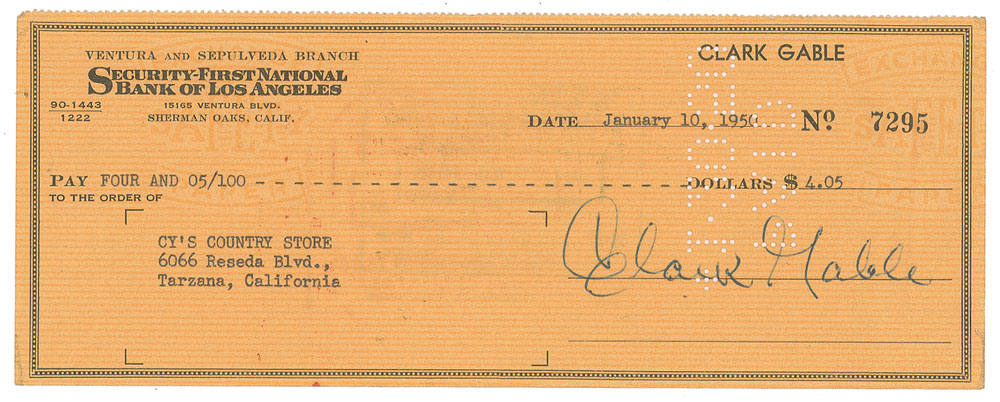 VENTURA AND SEPULVEDA BRANCH
SECURITY-FIRST NATIONAL
BANK OF LOS ANGELES
15165 VENTURA BLVD.
SHERMAN OAKS, CALIF.
90-1443
1222
CLARK GABLE
DATE January 10, 1950 Nº 7295
PAY FOUR AND 05/100 - - - - - - - - - - - - - - - - - - - - - - - - - - - - DOLLARS $ 4.05
TO THE ORDER OF
CY'S COUNTRY STORE
6066 Reseda Blvd.,
Tarzana, California
Clark Gable